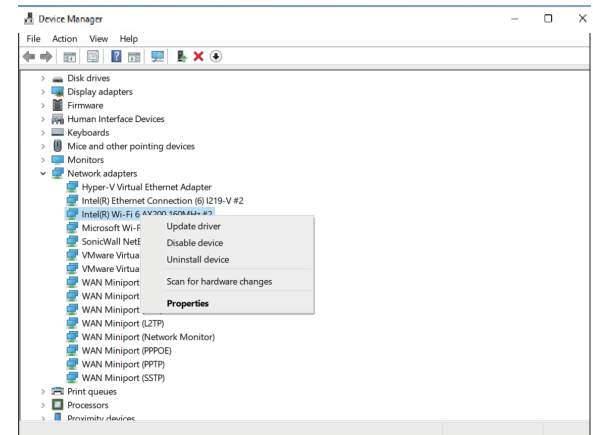 Device Manager
File Action View Help
Disk drives
Display adapters
Firmware
Human Interface Devices
Keyboards
Mice and other pointing devices
Monitors
Network adapters
Hyper-V Virtual Ethernet Adapter
Intel(R) Ethernet Connection (6) I219-V #2
Intel(R) Wi-Fi 6 AX200 160MHz #2
Microsoft Wi-F
SonicWall NetE
VMware Virtua
VMware Virtua
WAN Miniport
WAN Miniport
WAN Miniport
WAN Miniport (L2TP)
WAN Miniport (Network Monitor)
WAN Miniport (PPPOE)
WAN Miniport (PPTP)
WAN Miniport (SSTP)
Print queues
Processors
Proximity devices
Update driver
Disable device
Uninstall device
Scan for hardware changes
Properties